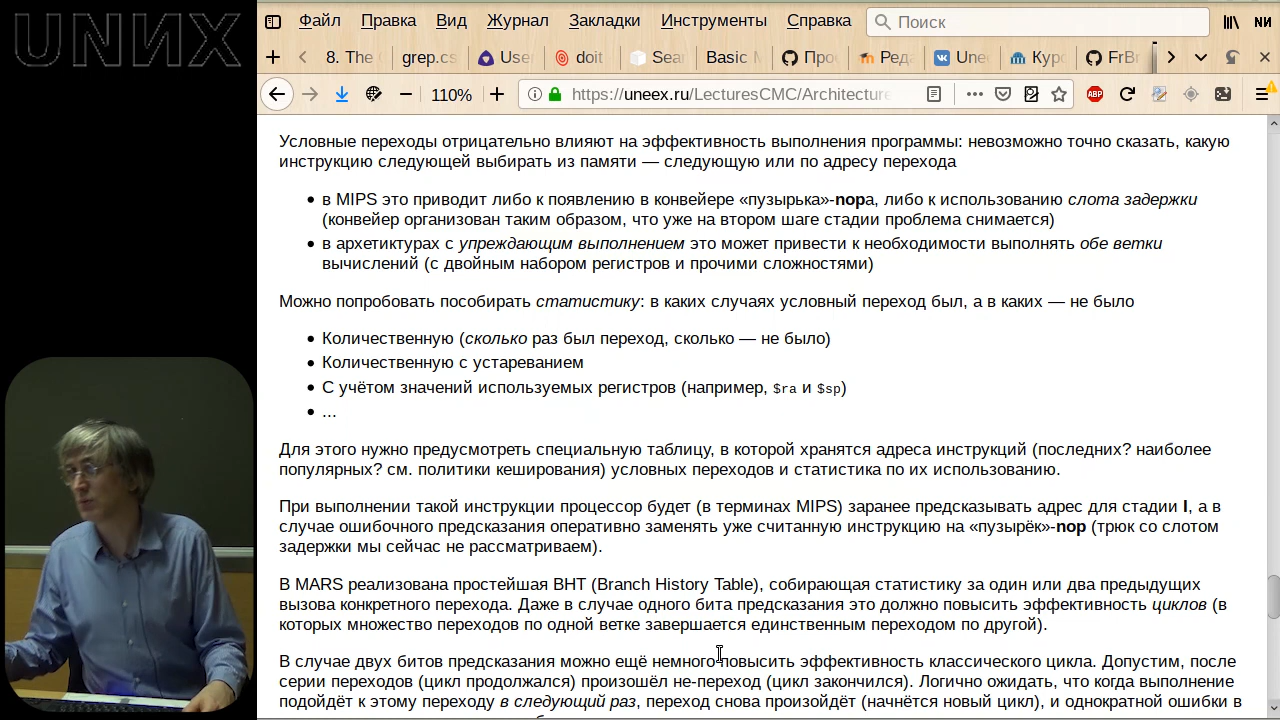 UNИX
Файл Правка Вид Журнал Закладки Инструменты Справка Поиск
8. The grep.cs User doit Sear Basic М Про Реда Unee Курс FrBr
110% https://uneex.ru/LecturesCMC/Architecture ABP
Условные переходы отрицательно влияют на эффективность выполнения программы: невозможно точно сказать, какую
инструкцию следующей выбирать из памяти — следующую или по адресу перехода
• в MIPS это приводит либо к появлению в конвейере «пузырька»-nopа, либо к использованию слота задержки
(конвейер организован таким образом, что уже на втором шаге стадии проблема снимается)
• в архетиктурах с упреждающим выполнением это может привести к необходимости выполнять обе ветки
вычислений (с двойным набором регистров и прочими сложностями)
Можно попробовать пособирать статистику: в каких случаях условный переход был, а в каких — не было
• Количественную (сколько раз был переход, сколько — не было)
• Количественную с устареванием
• С учётом значений используемых регистров (например, $ra и $sp)
• ...
Для этого нужно предусмотреть специальную таблицу, в которой хранятся адреса инструкций (последних? наиболее
популярных? см. политики кеширования) условных переходов и статистика по их использованию.
При выполнении такой инструкции процессор будет (в терминах MIPS) заранее предсказывать адрес для стадии I, а в
случае ошибочного предсказания оперативно заменять уже считанную инструкцию на «пузырёк»-nop (трюк со слотом
задержки мы сейчас не рассматриваем).
В MARS реализована простейшая BHT (Branch History Table), собирающая статистику за один или два предыдущих
вызова конкретного перехода. Даже в случае одного бита предсказания это должно повысить эффективность циклов (в
которых множество переходов по одной ветке завершается единственным переходом по другой).
В случае двух битов предсказания можно ещё немного повысить эффективность классического цикла. Допустим, после
серии переходов (цикл продолжался) произошёл не-переход (цикл закончился). Логично ожидать, что когда выполнение
подойдёт к этому переходу в следующий раз, переход снова произойдёт (начнётся новый цикл), и однократной ошибки в